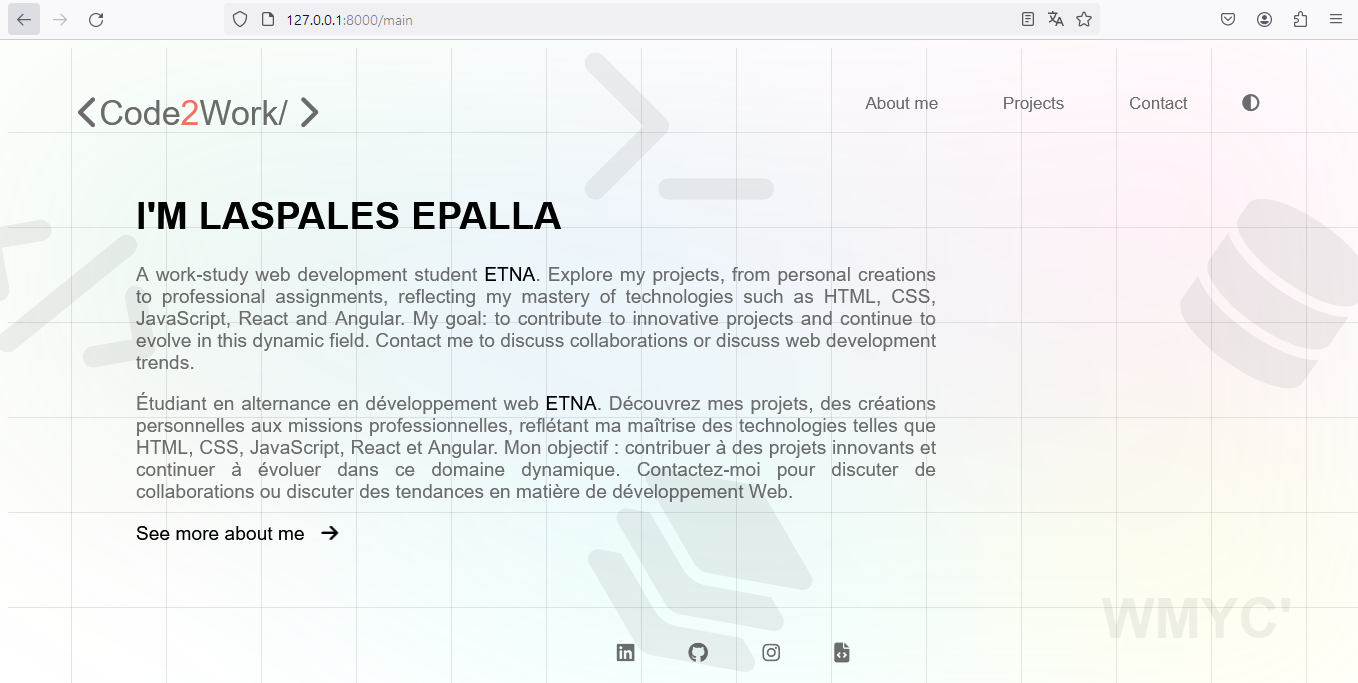 127.0.0.1:8000/main
<Code2Work/ >
About me
Projects
Contact
I'M LASPALES EPALLA
A work-study web development student ETNA. Explore my projects, from personal creations
to professional assignments, reflecting my mastery of technologies such as HTML, CSS,
JavaScript, React and Angular. My goal: to contribute to innovative projects and continue to
evolve in this dynamic field. Contact me to discuss collaborations or discuss web development
trends.
Étudiant en alternance en développement web ETNA. Découvrez mes projets, des créations
personnelles aux missions professionnelles, reflétant ma maîtrise des technologies telles que
HTML, CSS, JavaScript, React et Angular. Mon objectif : contribuer à des projets innovants et
continuer à évoluer dans ce domaine dynamique. Contactez-moi pour discuter de
collaborations ou discuter des tendances en matière de développement Web.
See more about me
WMYC'